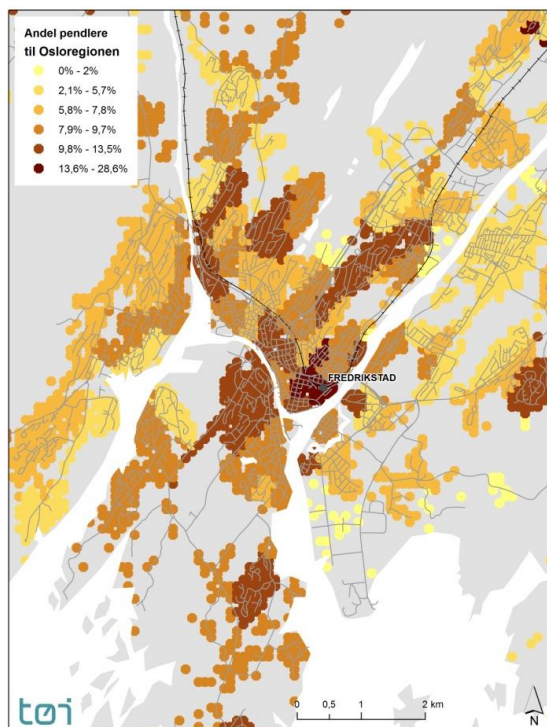 Andel pendlere
til Osloregionen
0% - 2%
2,1% - 5,7%
5,8% - 7,8%
7,9% - 9,7%
9,8% - 13,5%
13,6% - 28,6%
FREDRIKSTAD
tøi
0 0,5 1 2 km
N